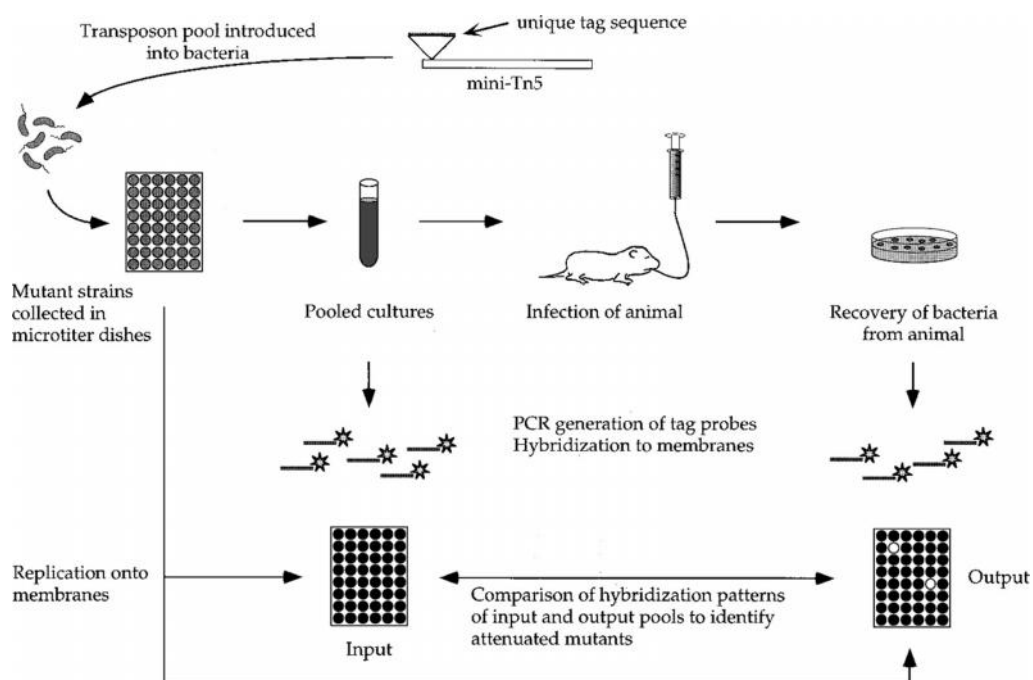 Transposon pool introduced
into bacteria
unique tag sequence
mini-Tn5
Mutant strains
collected in
microtiter dishes
Pooled cultures
Infection of animal
Recovery of bacteria
from animal
PCR generation of tag probes
Hybridization to membranes
Replication onto
membranes
Input
Comparison of hybridization patterns
of input and output pools to identify
attenuated mutants
Output